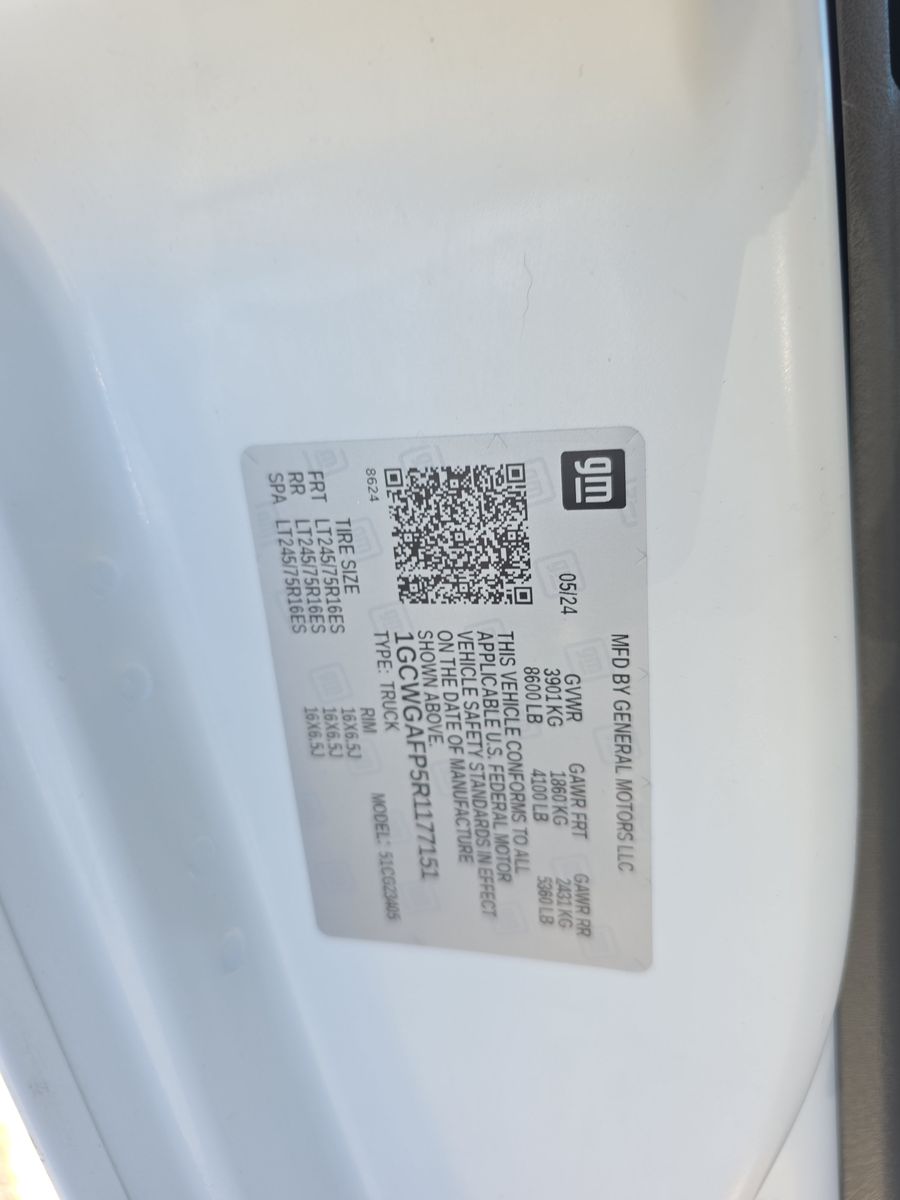 gm
MFD BY GENERAL MOTORS LLC
05/24 GVWR GAWR FRT GAWR RR
3901 KG 1860 KG 2431 KG
8600 LB 4100 LB 5360 LB
THIS VEHICLE CONFORMS TO ALL
APPLICABLE U.S. FEDERAL MOTOR
VEHICLE SAFETY STANDARDS IN EFFECT
ON THE DATE OF MANUFACTURE
SHOWN ABOVE.
1GCWGAFP5R1177151
8624 TYPE: TRUCK MODEL: 51CG23405
TIRE SIZE RIM
FRT LT245/75R16ES 16X6.5J
RR LT245/75R16ES 16X6.5J
SPA LT245/75R16ES 16X6.5J